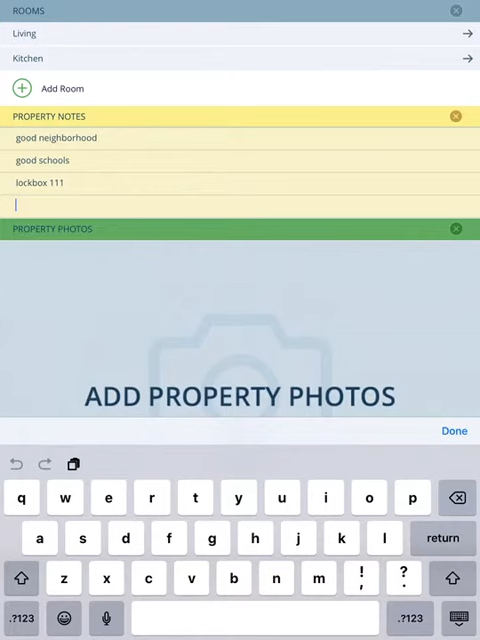 ROOMS
Living
Kitchen
Add Room
PROPERTY NOTES
good neighborhood
good schools
lockbox 111
PROPERTY PHOTOS
ADD PROPERTY PHOTOS
Done
q w e r t y u i o p
a s d f g h j k l return
z x c v b n m ! , ? .
.?123 .?123